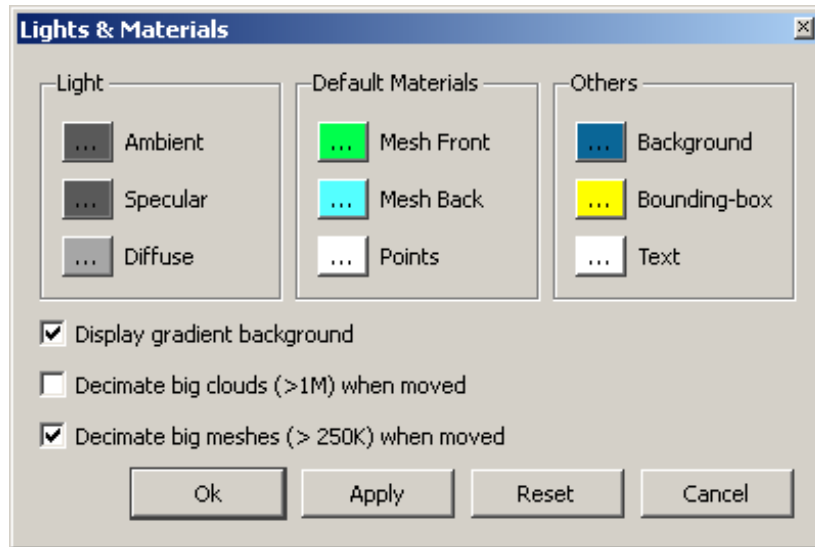 Lights & Materials
Light
Default Materials
Others
... Ambient
... Mesh Front
... Background
... Specular
... Mesh Back
... Bounding-box
... Diffuse
... Points
... Text
Display gradient background
Decimate big clouds (>1M) when moved
Decimate big meshes (> 250K) when moved
Ok
Apply
Reset
Cancel